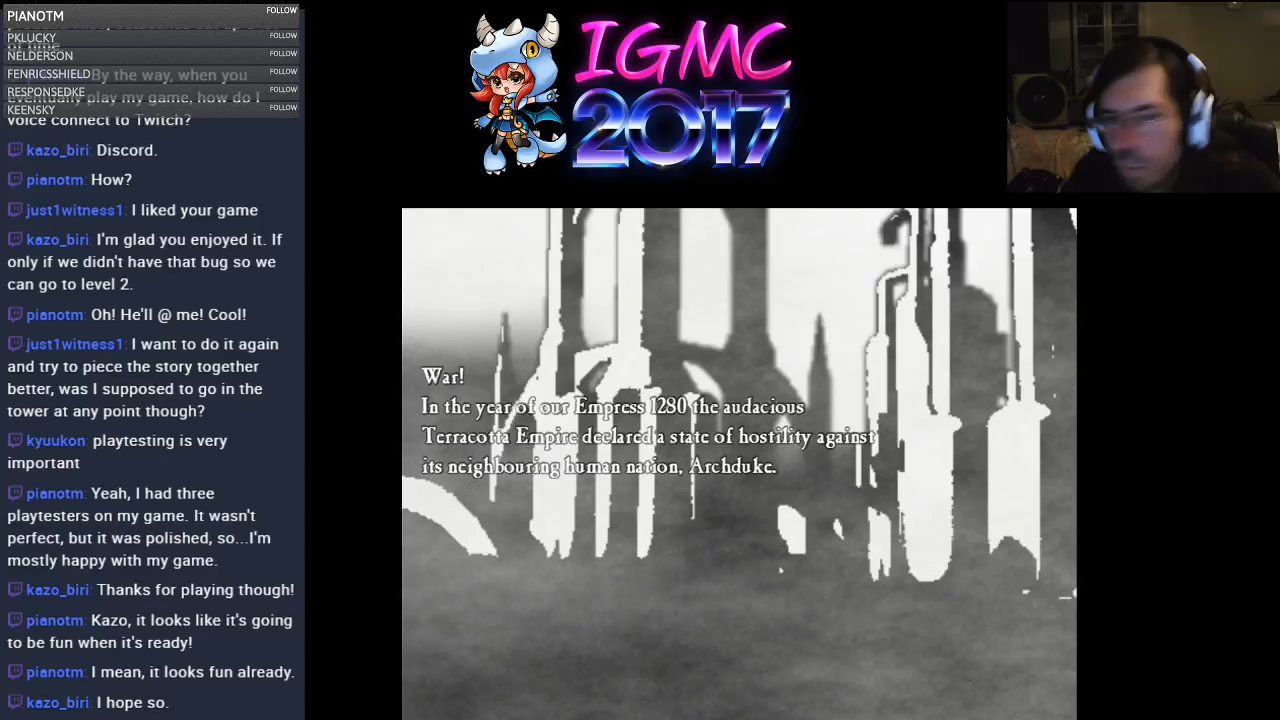 PIANOTM FOLLOW
PKLUCKY FOLLOW
NELDERSON FOLLOW
FENRICSSHIELD FOLLOW
By the way, when you
RESPONSEDKE FOLLOW
eventually play my game, how do I
KEENSKY FOLLOW
voice connect to Twitch?
kazo_biri: Discord.
pianotm: How?
just1witness1: I liked your game
kazo_biri: I'm glad you enjoyed it. If
only if we didn't have that bug so we
can go to level 2.
pianotm: Oh! He'll @ me! Cool!
just1witness1: I want to do it again
and try to piece the story together
better, was I supposed to go in the
tower at any point though?
kyuukon: playtesting is very
important
pianotm: Yeah, I had three
playtesters on my game. It wasn't
perfect, but it was polished, so...I'm
mostly happy with my game.
kazo_biri: Thanks for playing though!
pianotm: Kazo, it looks like it's going
to be fun when it's ready!
pianotm: I mean, it looks fun already.
kazo_biri: I hope so.
IGMC
2017
War!
In the year of our Empress 1280 the audacious
Terracotta Empire declared a state of hostility against
its neighbouring human nation, Archduke.